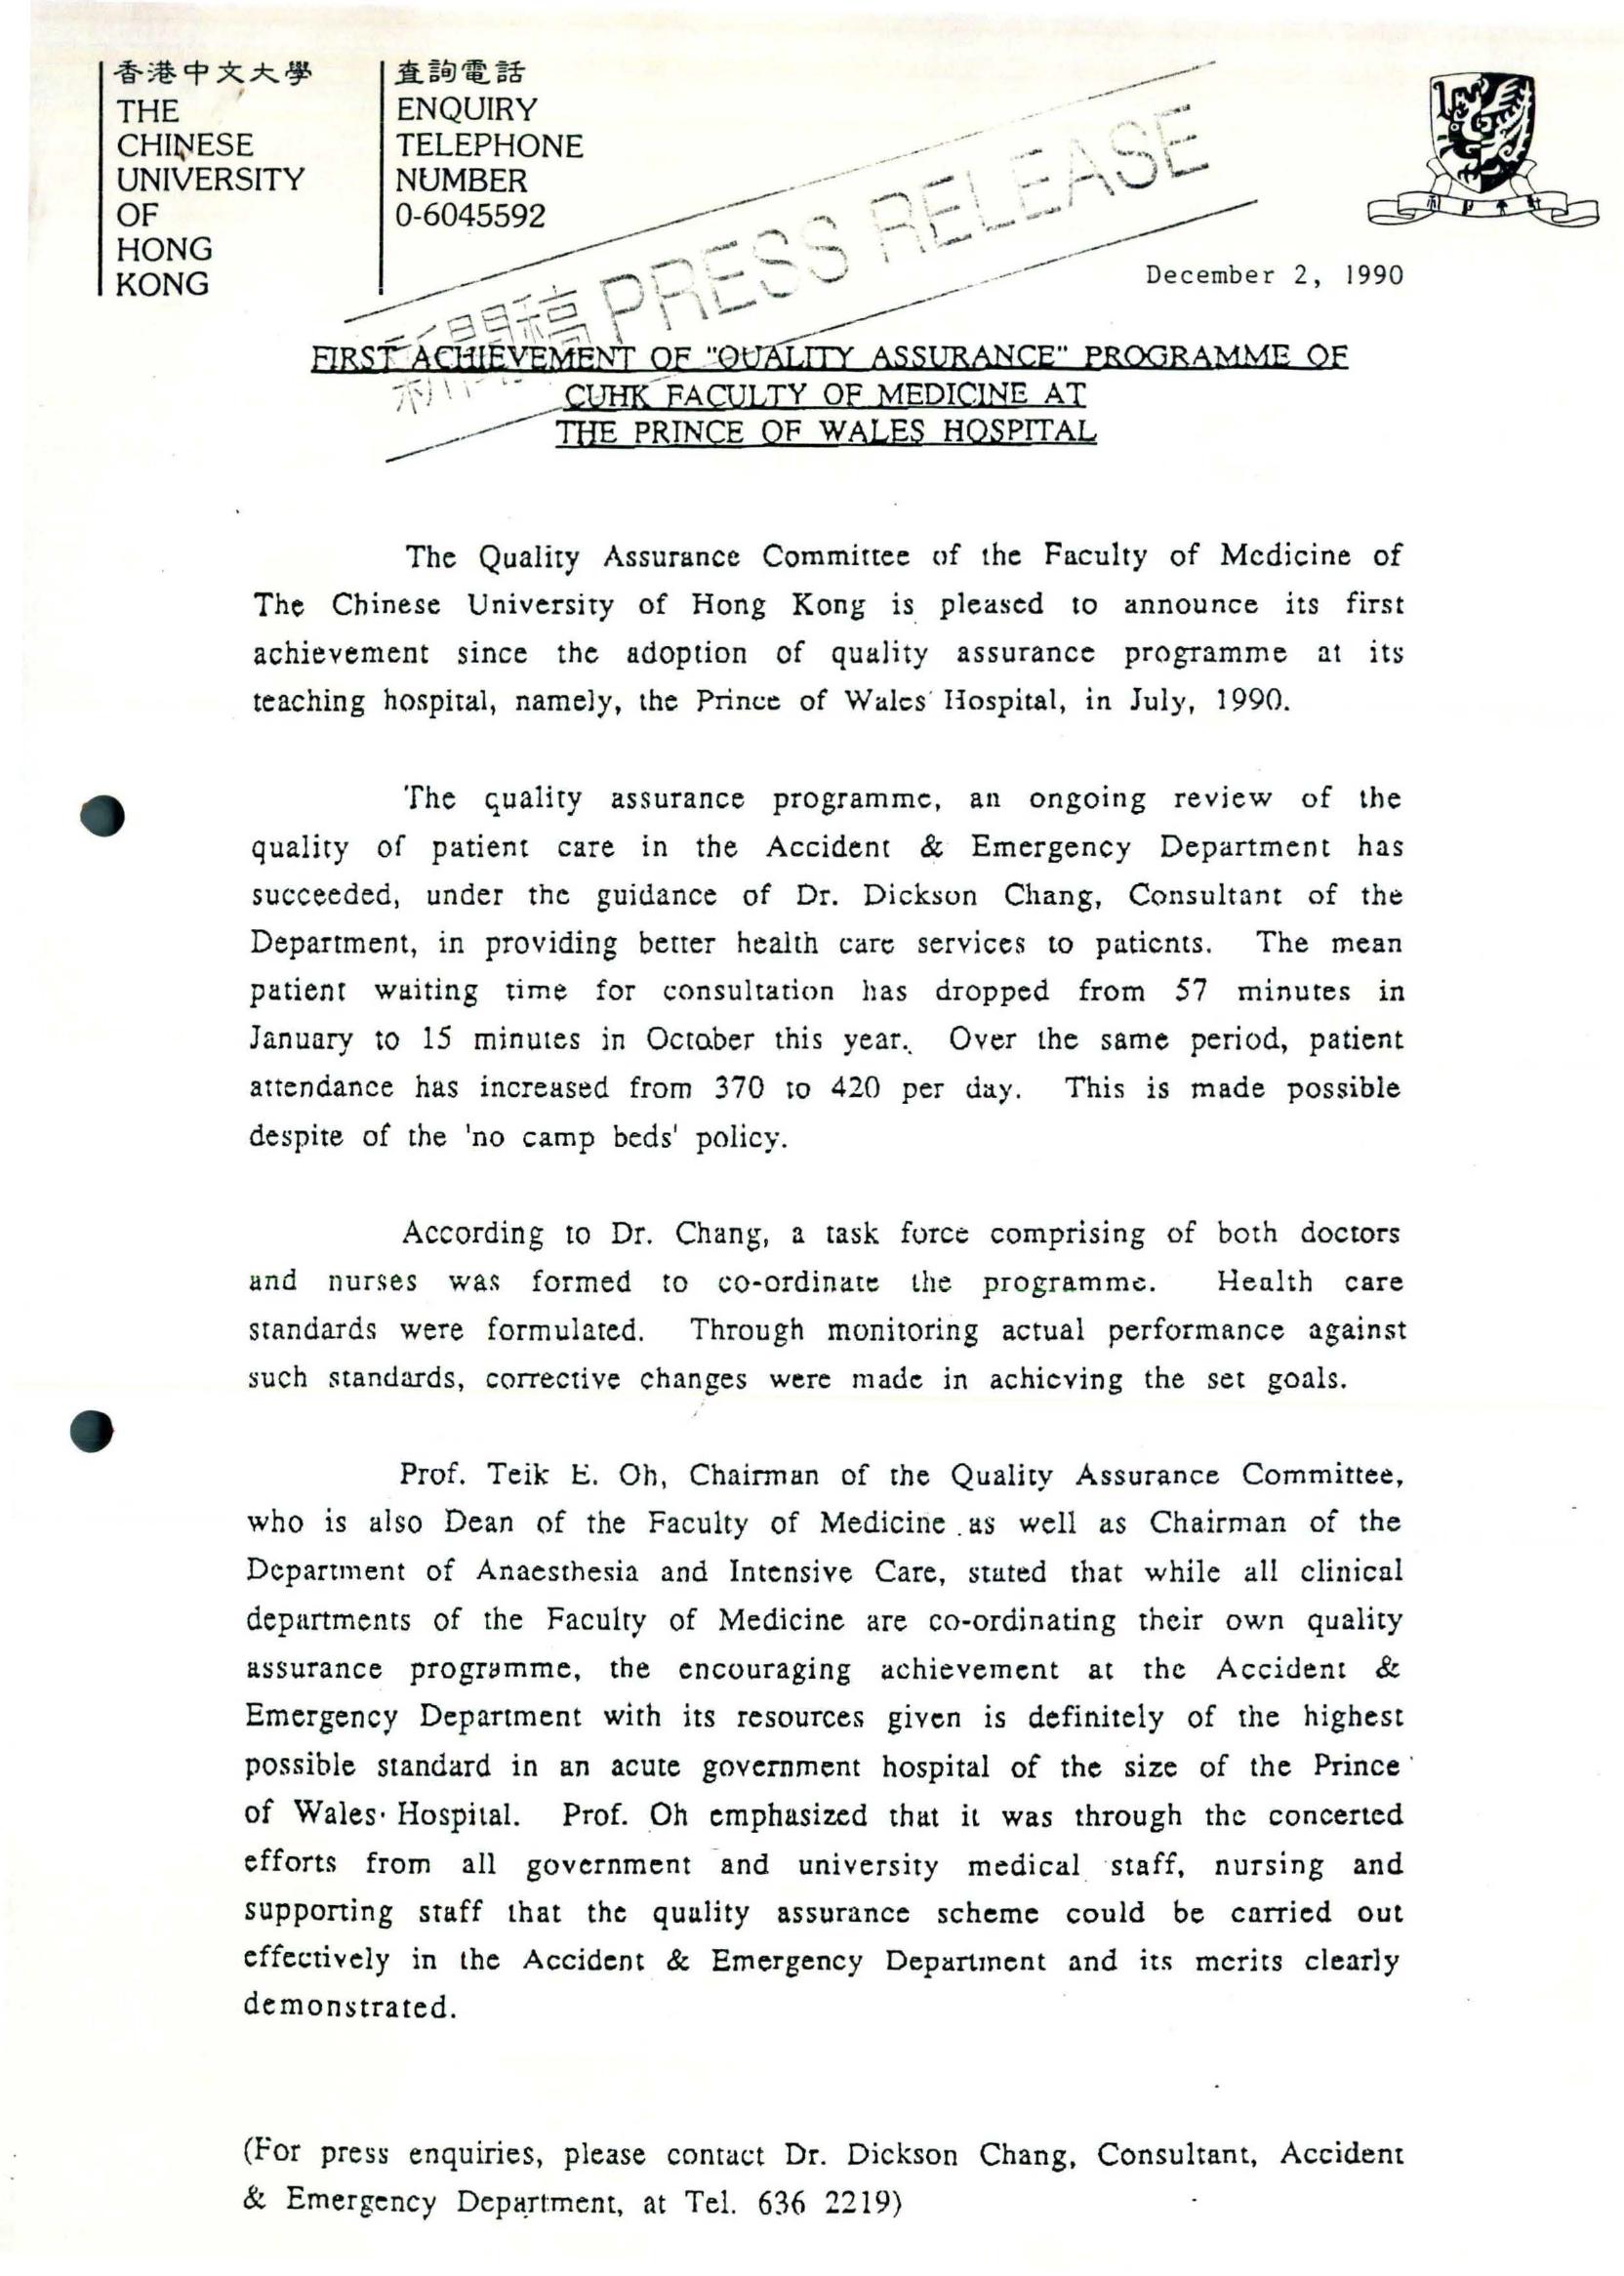 香港中文大學
THE
CHINESE
UNIVERSITY
OF
HONG
KONG
查詢電話
ENQUIRY
TELEPHONE
NUMBER
0-6045592
新聞稿 PRESS RELEASE
December 2, 1990
FIRST ACHIEVEMENT OF "QUALITY ASSURANCE" PROGRAMME OF
CUHK FACULTY OF MEDICINE AT
THE PRINCE OF WALES HOSPITAL
The Quality Assurance Committee of the Faculty of Medicine of
The Chinese University of Hong Kong is pleased to announce its first
achievement since the adoption of quality assurance programme at its
teaching hospital, namely, the Prince of Wales Hospital, in July, 1990.
The quality assurance programme, an ongoing review of the
quality of patient care in the Accident & Emergency Department has
succeeded, under the guidance of Dr. Dickson Chang, Consultant of the
Department, in providing better health care services to patients. The mean
patient waiting time for consultation has dropped from 57 minutes in
January to 15 minutes in October this year. Over the same period, patient
attendance has increased from 370 to 420 per day. This is made possible
despite of the 'no camp beds' policy.
According to Dr. Chang, a task force comprising of both doctors
and nurses was formed to co-ordinate the programme. Health care
standards were formulated. Through monitoring actual performance against
such standards, corrective changes were made in achieving the set goals.
Prof. Teik E. Oh, Chairman of the Quality Assurance Committee,
who is also Dean of the Faculty of Medicine as well as Chairman of the
Department of Anaesthesia and Intensive Care, stated that while all clinical
departments of the Faculty of Medicine are co-ordinating their own quality
assurance programme, the encouraging achievement at the Accident &
Emergency Department with its resources given is definitely of the highest
possible standard in an acute government hospital of the size of the Prince
of Wales Hospital. Prof. Oh emphasized that it was through the concerted
efforts from all government and university medical staff, nursing and
supporting staff that the quality assurance scheme could be carried out
effectively in the Accident & Emergency Department and its merits clearly
demonstrated.
(For press enquiries, please contact Dr. Dickson Chang, Consultant, Accident
& Emergency Department, at Tel. 636 2219)